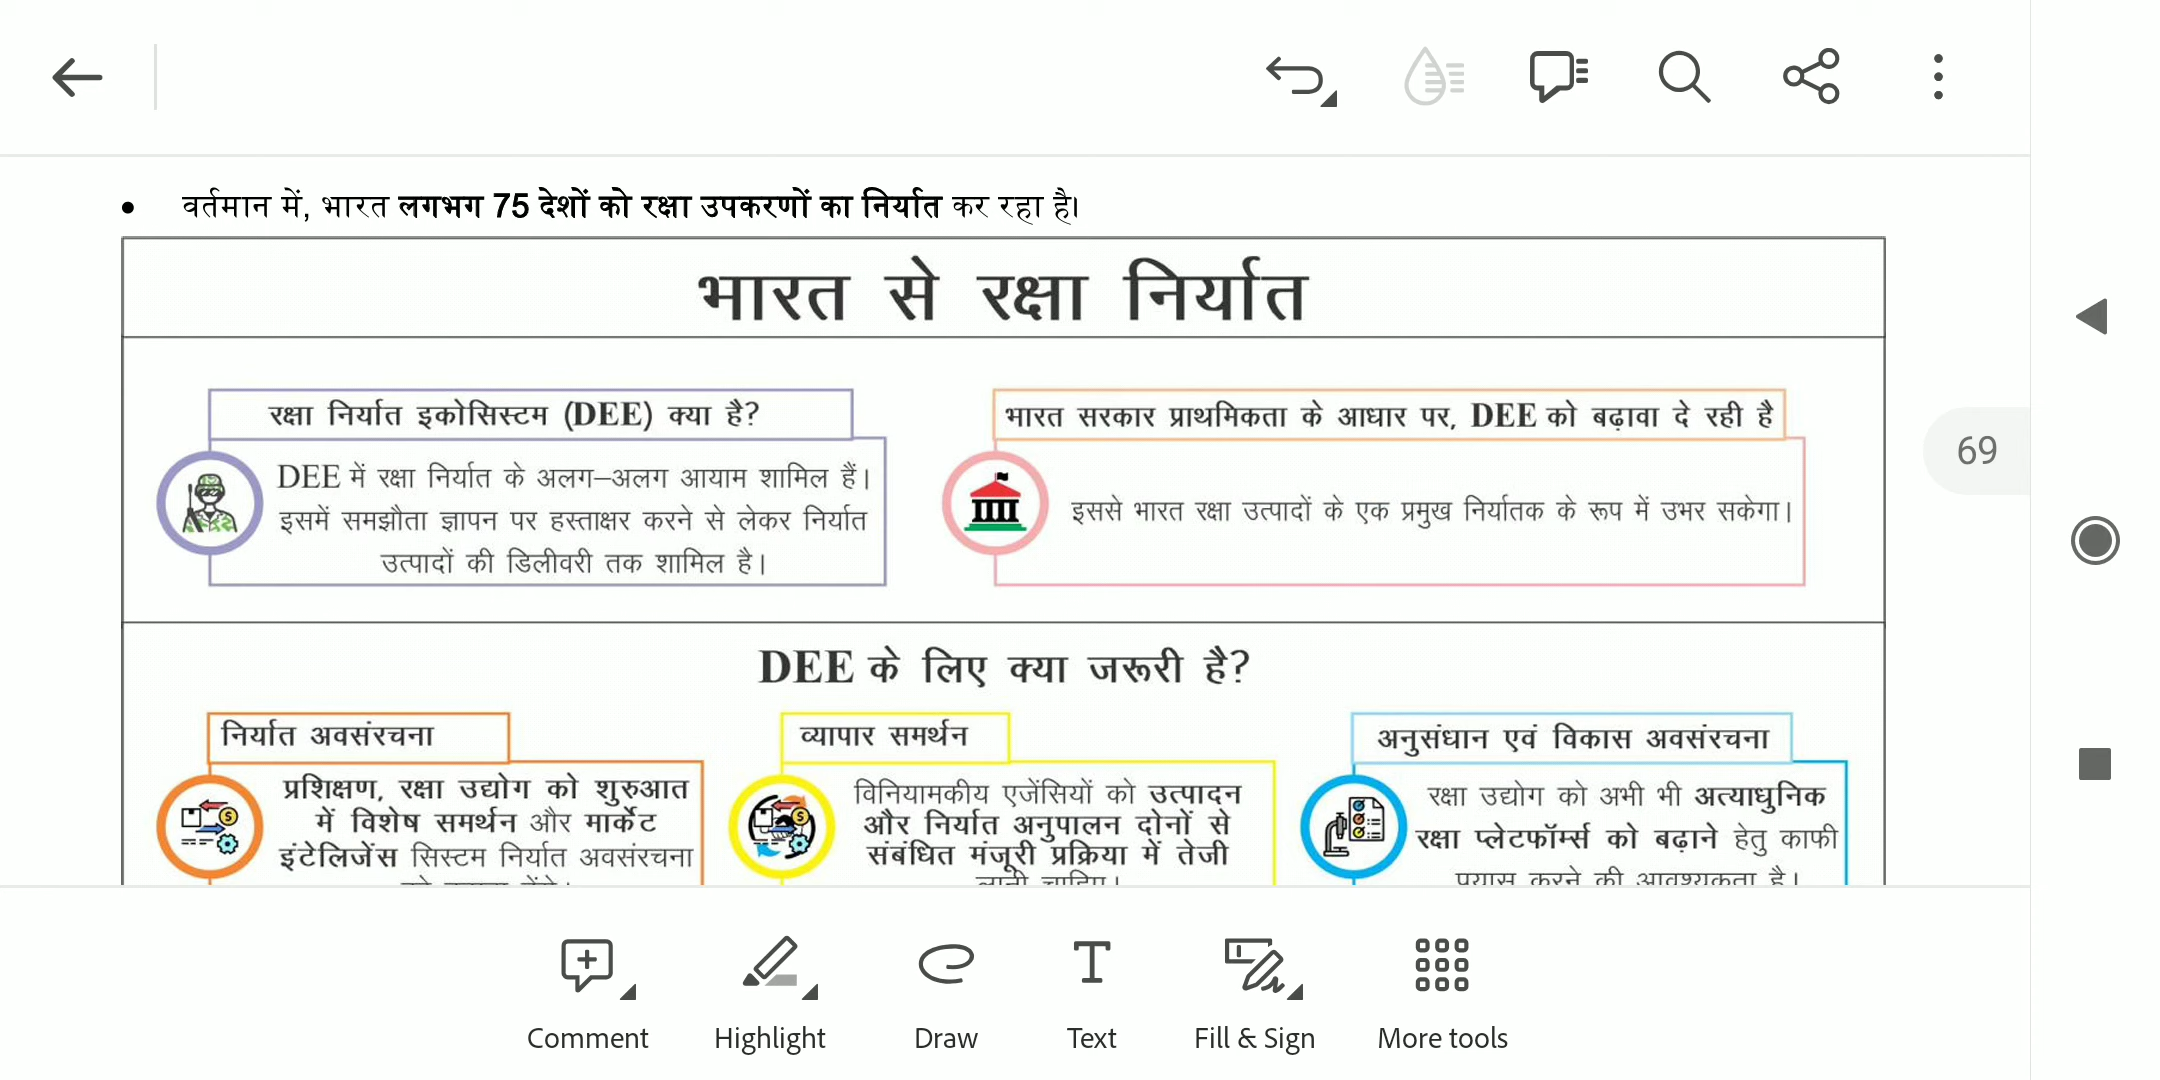 • वर्तमान में, भारत लगभग 75 देशों को रक्षा उपकरणों का निर्यात कर रहा है।
भारत से रक्षा निर्यात
रक्षा निर्यात इकोसिस्टम (DEE) क्या है?
DEE में रक्षा निर्यात के अलग–अलग आयाम शामिल हैं।
इसमें समझौता ज्ञापन पर हस्ताक्षर करने से लेकर निर्यात
उत्पादों की डिलीवरी तक शामिल है।
भारत सरकार प्राथमिकता के आधार पर, DEE को बढ़ावा दे रही है
इससे भारत रक्षा उत्पादों के एक प्रमुख निर्यातक के रूप में उभर सकेगा।
69
DEE के लिए क्या जरूरी है?
निर्यात अवसंरचना
प्रशिक्षण, रक्षा उद्योग को शुरुआत
में विशेष समर्थन और मार्केट
इंटेलिजेंस सिस्टम निर्यात अवसंरचना
व्यापार समर्थन
विनियामकीय एजेंसियों को उत्पादन
और निर्यात अनुपालन दोनों से
संबंधित मंजूरी प्रक्रिया में तेजी
लानी चाहिए।
अनुसंधान एवं विकास अवसंरचना
रक्षा उद्योग को अभी भी अत्याधुनिक
रक्षा प्लेटफॉर्म्स को बढ़ाने हेतु काफी
प्रयास करने की आवश्यकता है।
Comment
Highlight
Draw
Text
Fill & Sign
More tools